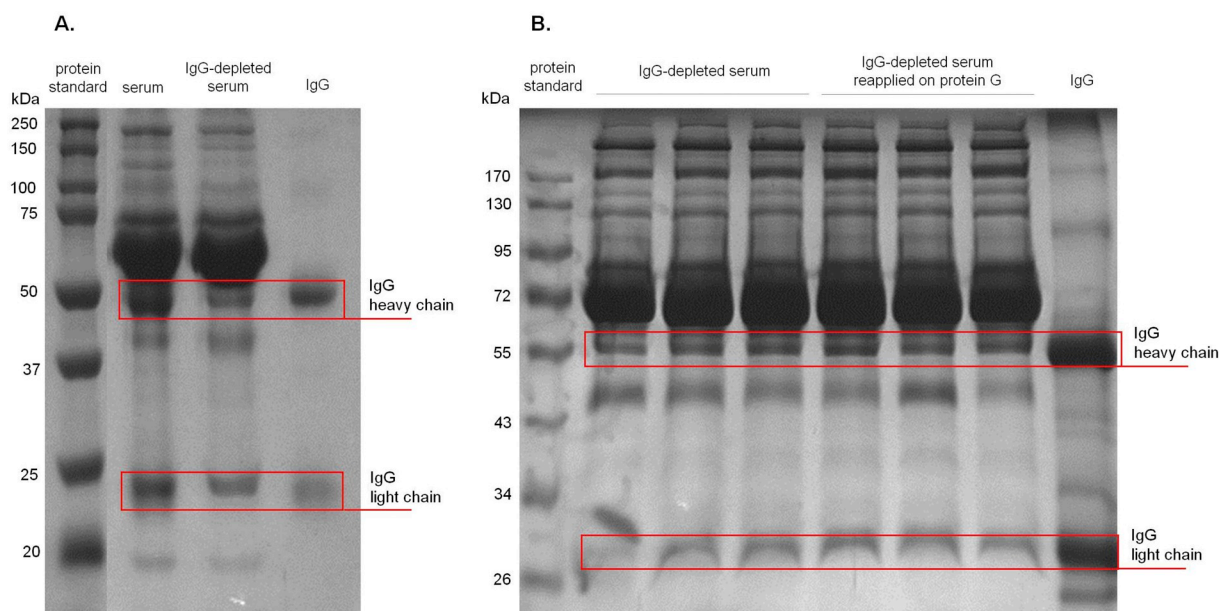 A.
protein
standard
serum
IgG-depleted
serum
IgG
kDa
250
150
100
75
50
37
25
20
IgG
heavy chain
IgG
light chain
B.
protein
standard
IgG-depleted serum
IgG-depleted serum
reapplied on protein G
IgG
kDa
170
130
95
72
55
43
34
26
IgG
heavy chain
IgG
light chain